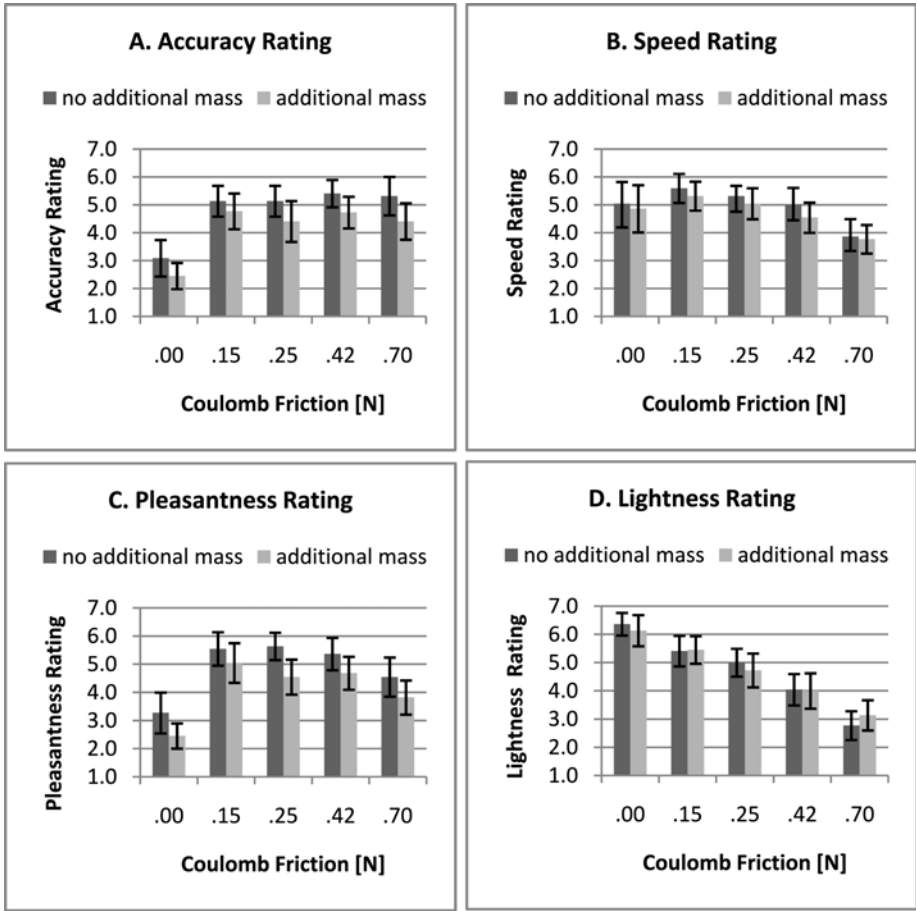 A. Accuracy Rating
no additional mass additional mass
Accuracy Rating
7.0
6.0
5.0
4.0
3.0
2.0
1.0
.00 .15 .25 .42 .70
Coulomb Friction [N]
B. Speed Rating
no additional mass additional mass
Speed Rating
7.0
6.0
5.0
4.0
3.0
2.0
1.0
.00 .15 .25 .42 .70
Coulomb Friction [N]
C. Pleasantness Rating
no additional mass additional mass
Pleasantness Rating
7.0
6.0
5.0
4.0
3.0
2.0
1.0
.00 .15 .25 .42 .70
Coulomb Friction [N]
D. Lightness Rating
no additional mass additional mass
Lightness Rating
7.0
6.0
5.0
4.0
3.0
2.0
1.0
.00 .15 .25 .42 .70
Coulomb Friction [N]